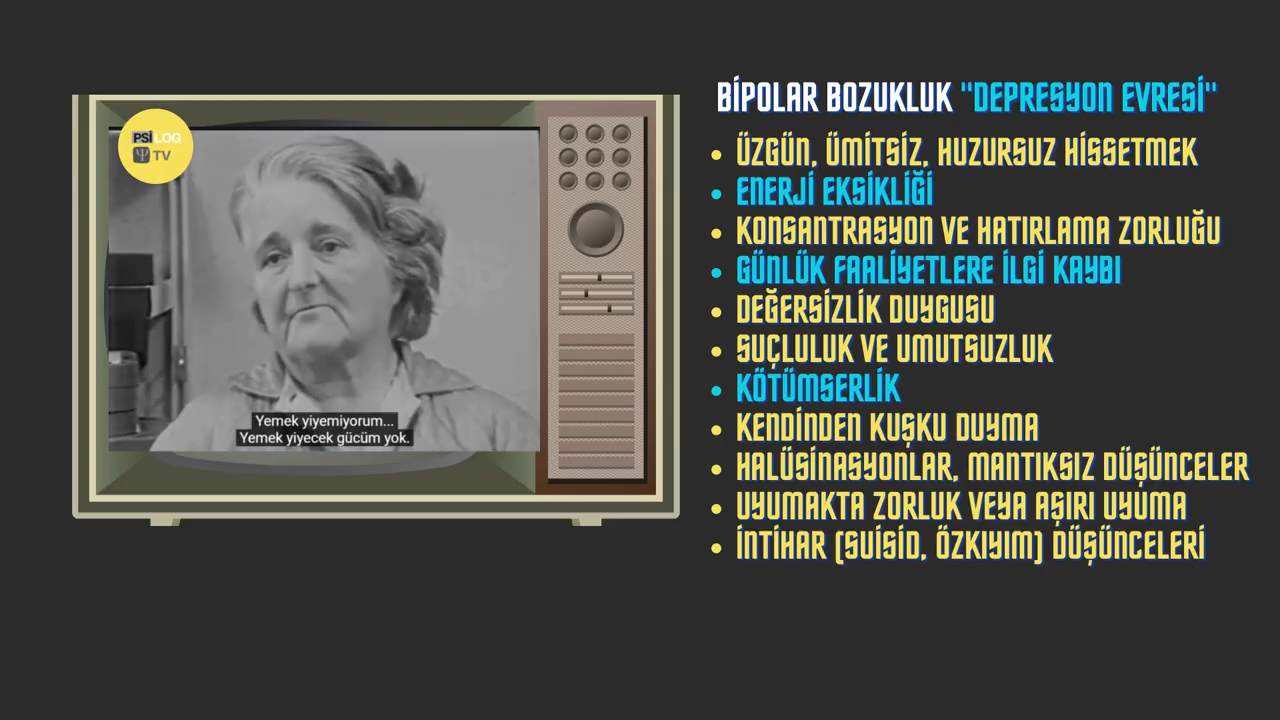 PSİLOG
TV
Yemek yiyemiyorum...
Yemek yiyecek gücüm yok.
BİPOLAR BOZUKLUK "DEPRESYON EVRESİ"
• ÜZGÜN, ÜMİTSİZ, HUZURSUZ HİSSETMEK
• ENERJİ EKSİKLİĞİ
• KONSANTRASYON VE HATIRLAMA ZORLUĞU
• GÜNLÜK FAALİYETLERE İLGİ KAYBI
• DEĞERSİZLİK DUYGUSU
• SUÇLULUK VE UMUTSUZLUK
• KÖTÜMSERLİK
• KENDİNDEN KUŞKU DUYMA
• HALÜSİNASYONLAR, MANTIKSIZ DÜŞÜNCELER
• UYUMAKTA ZORLUK VEYA AŞIRI UYUMA
• İNTİHAR (SUİSİD, ÖZKIYIM) DÜŞÜNCELERİ